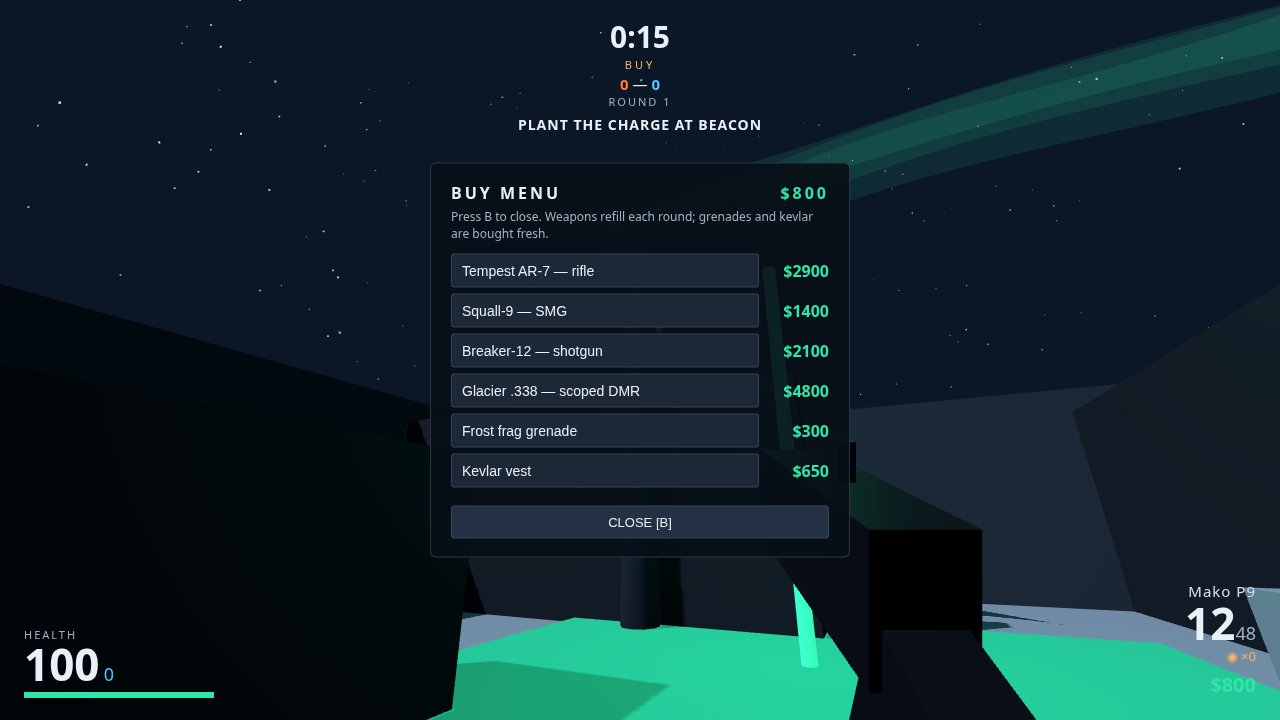 0:15
BUY
0 — 0
ROUND 1
PLANT THE CHARGE AT BEACON
BUY MENU $800
Press B to close. Weapons refill each round; grenades and kevlar
are bought fresh.
Tempest AR-7 — rifle $2900
Squall-9 — SMG $1400
Breaker-12 — shotgun $2100
Glacier .338 — scoped DMR $4800
Frost frag grenade $300
Kevlar vest $650
CLOSE [B]
HEALTH
100 0
Mako P9
12 48
◉ ×0
$800